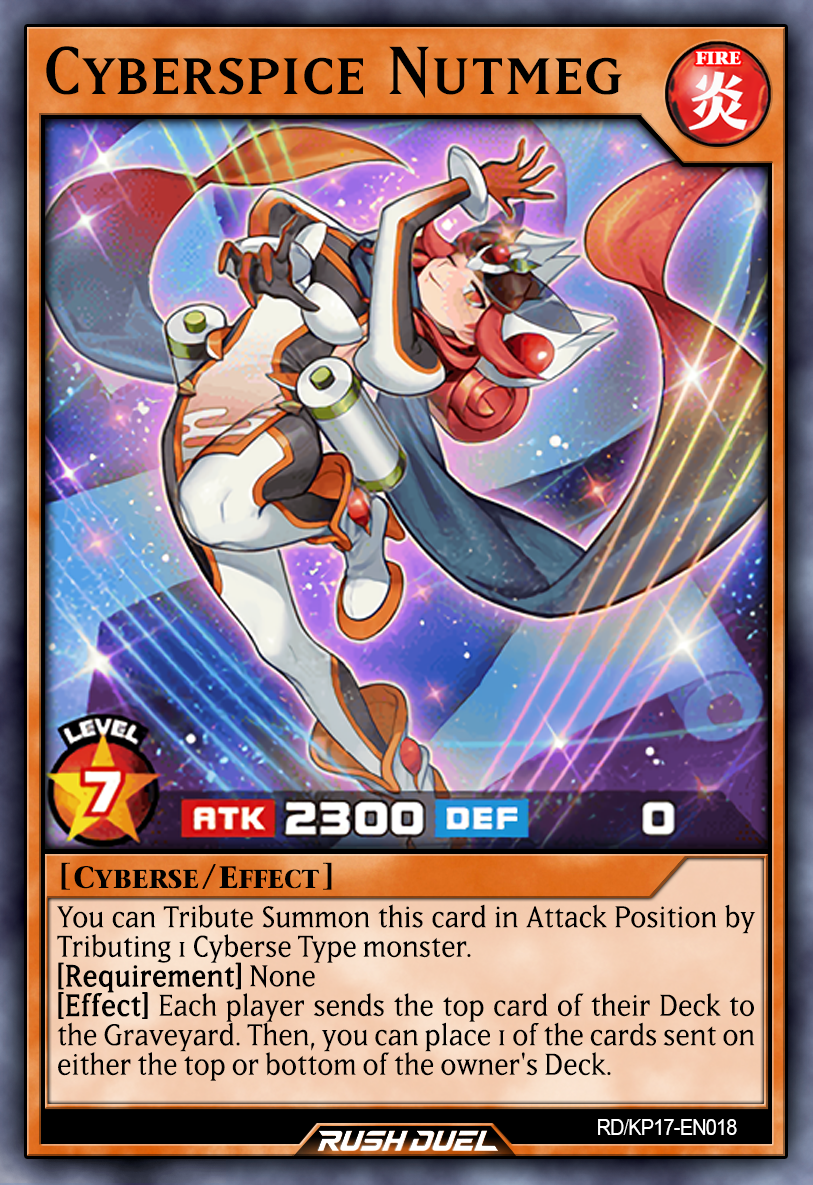 Cyberspice Nutmeg
FIRE
炎
LEVEL
7
ATK 2300 DEF 0
[Cyberse/Effect]
You can Tribute Summon this card in Attack Position by
Tributing 1 Cyberse Type monster.
[Requirement] None
[Effect] Each player sends the top card of their Deck to
the Graveyard. Then, you can place 1 of the cards sent on
either the top or bottom of the owner's Deck.
RD/KP17-EN018
RUSH DUEL